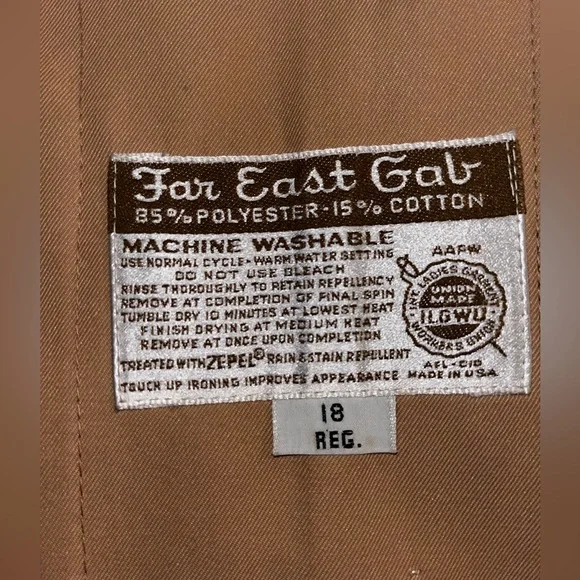 Far East Gab
85% POLYESTER-15% COTTON
MACHINE WASHABLE
USE NORMAL CYCLE-WARM WATER SETTING
DO NOT USE BLEACH
RINSE THOROUGHLY TO RETAIN REPELLENCY
REMOVE AT COMPLETION OF FINAL SPIN
TUMBLE DRY 10 MINUTES AT LOWEST HEAT
FINISH DRYING AT MEDIUM HEAT
REMOVE AT ONCE UPON COMPLETION
TREATED WITH ZEPEL® RAIN & STAIN REPELLENT
TOUCH UP IRONING IMPROVES APPEARANCE
AAPW
INT. LADIES GARMENT
UNION
MADE
ILGWU
WORKERS UNION
AFL-CIO
MADE IN U.S.A.
18
REG.